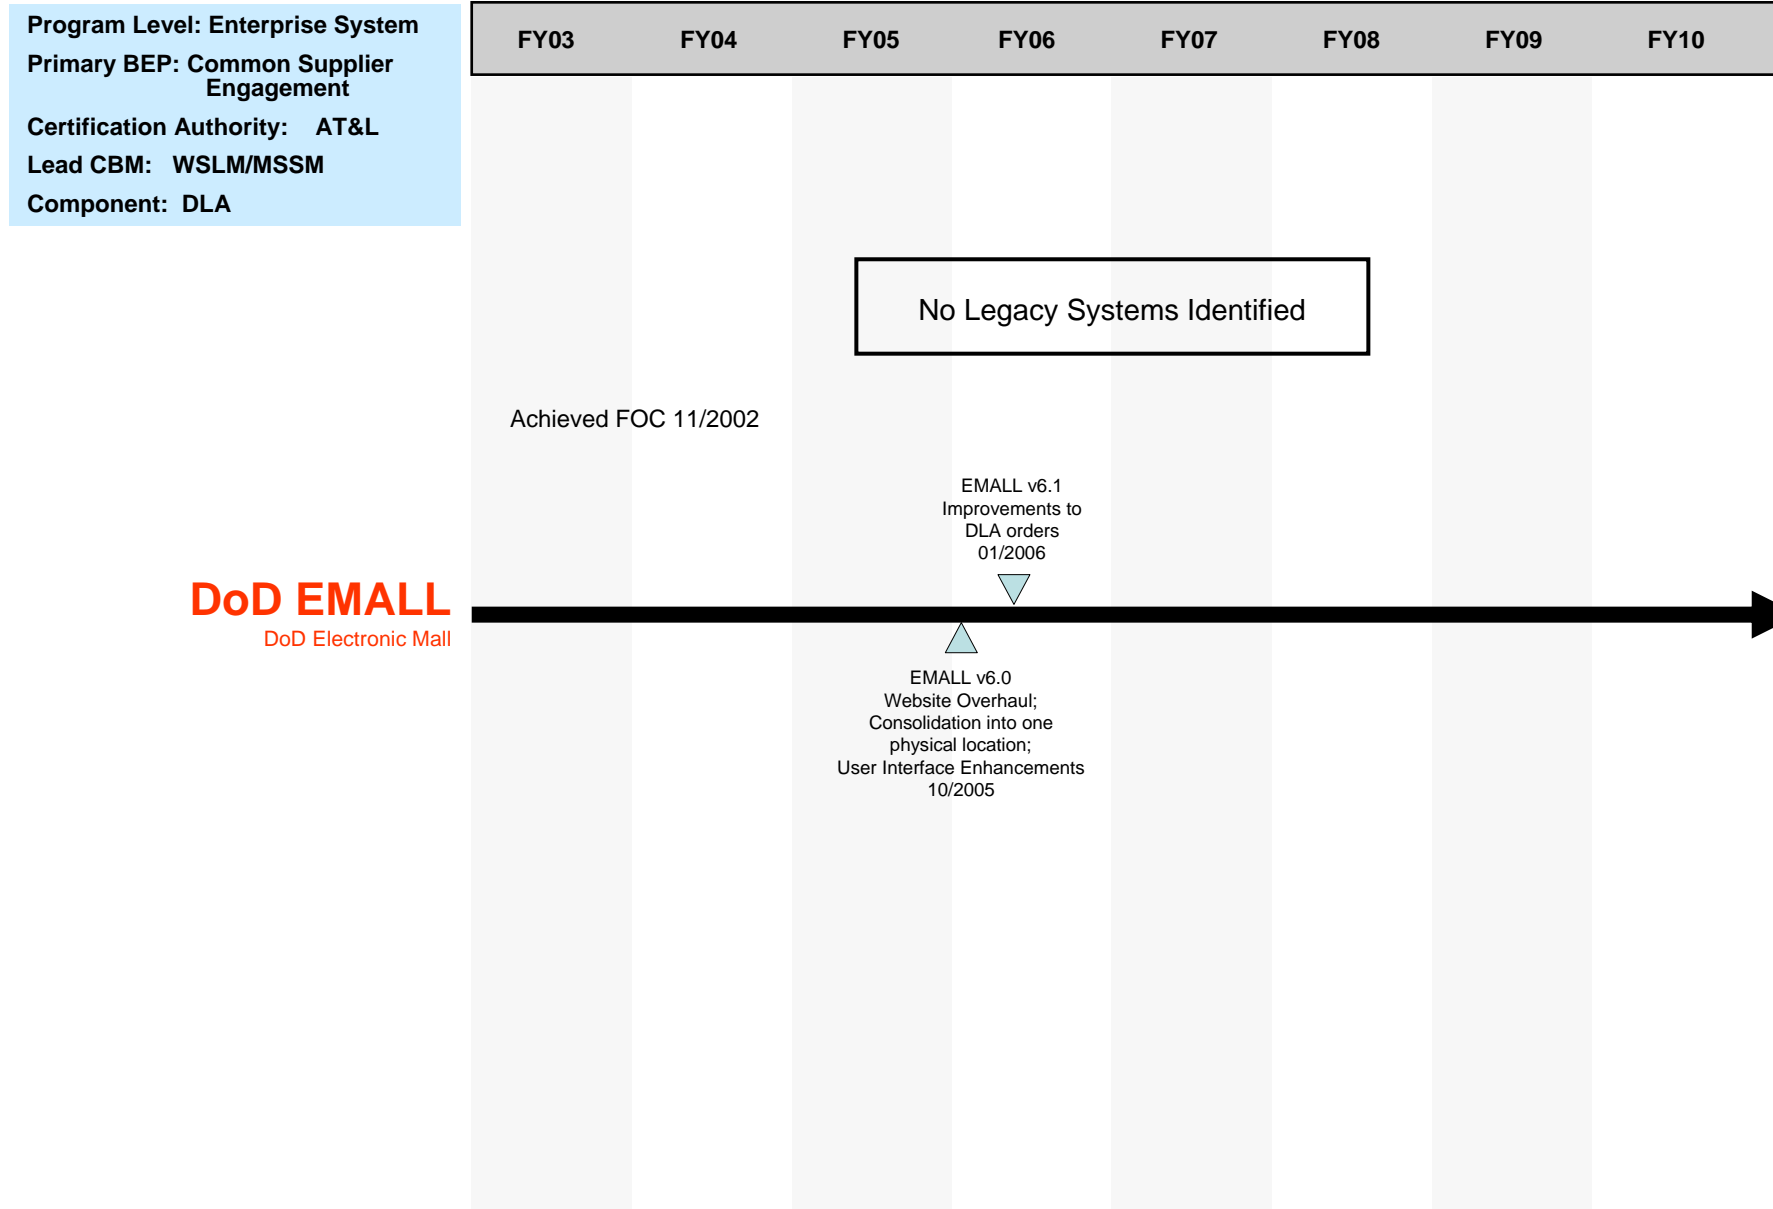 Program Level: Enterprise System
Primary BEP: Common Supplier
Engagement
Certification Authority: AT&L
Lead CBM: WSLM/MSSM
Component: DLA
FY03 FY04 FY05 FY06 FY07 FY08 FY09 FY10
No Legacy Systems Identified
Achieved FOC 11/2002
EMALL v6.1
Improvements to
DLA orders
01/2006
DoD EMALL
DoD Electronic Mall
EMALL v6.0
Website Overhaul;
Consolidation into one
physical location;
User Interface Enhancements
10/2005